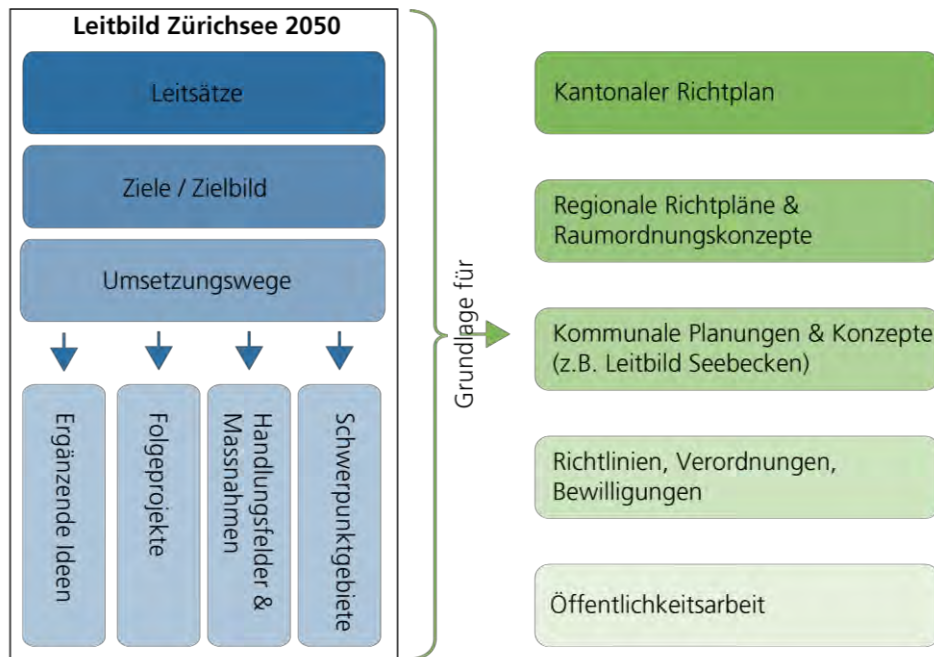 Leitbild Zürichsee 2050
Leitsätze
Ziele / Zielbild
Umsetzungswege
Ergänzende Ideen
Folgeprojekte
Handlungsfelder &
Massnahmen
Schwerpunktgebiete
Grundlage für
Kantonaler Richtplan
Regionale Richtpläne &
Raumordnungskonzepte
Kommunale Planungen & Konzepte
(z.B. Leitbild Seebecken)
Richtlinien, Verordnungen,
Bewilligungen
Öffentlichkeitsarbeit